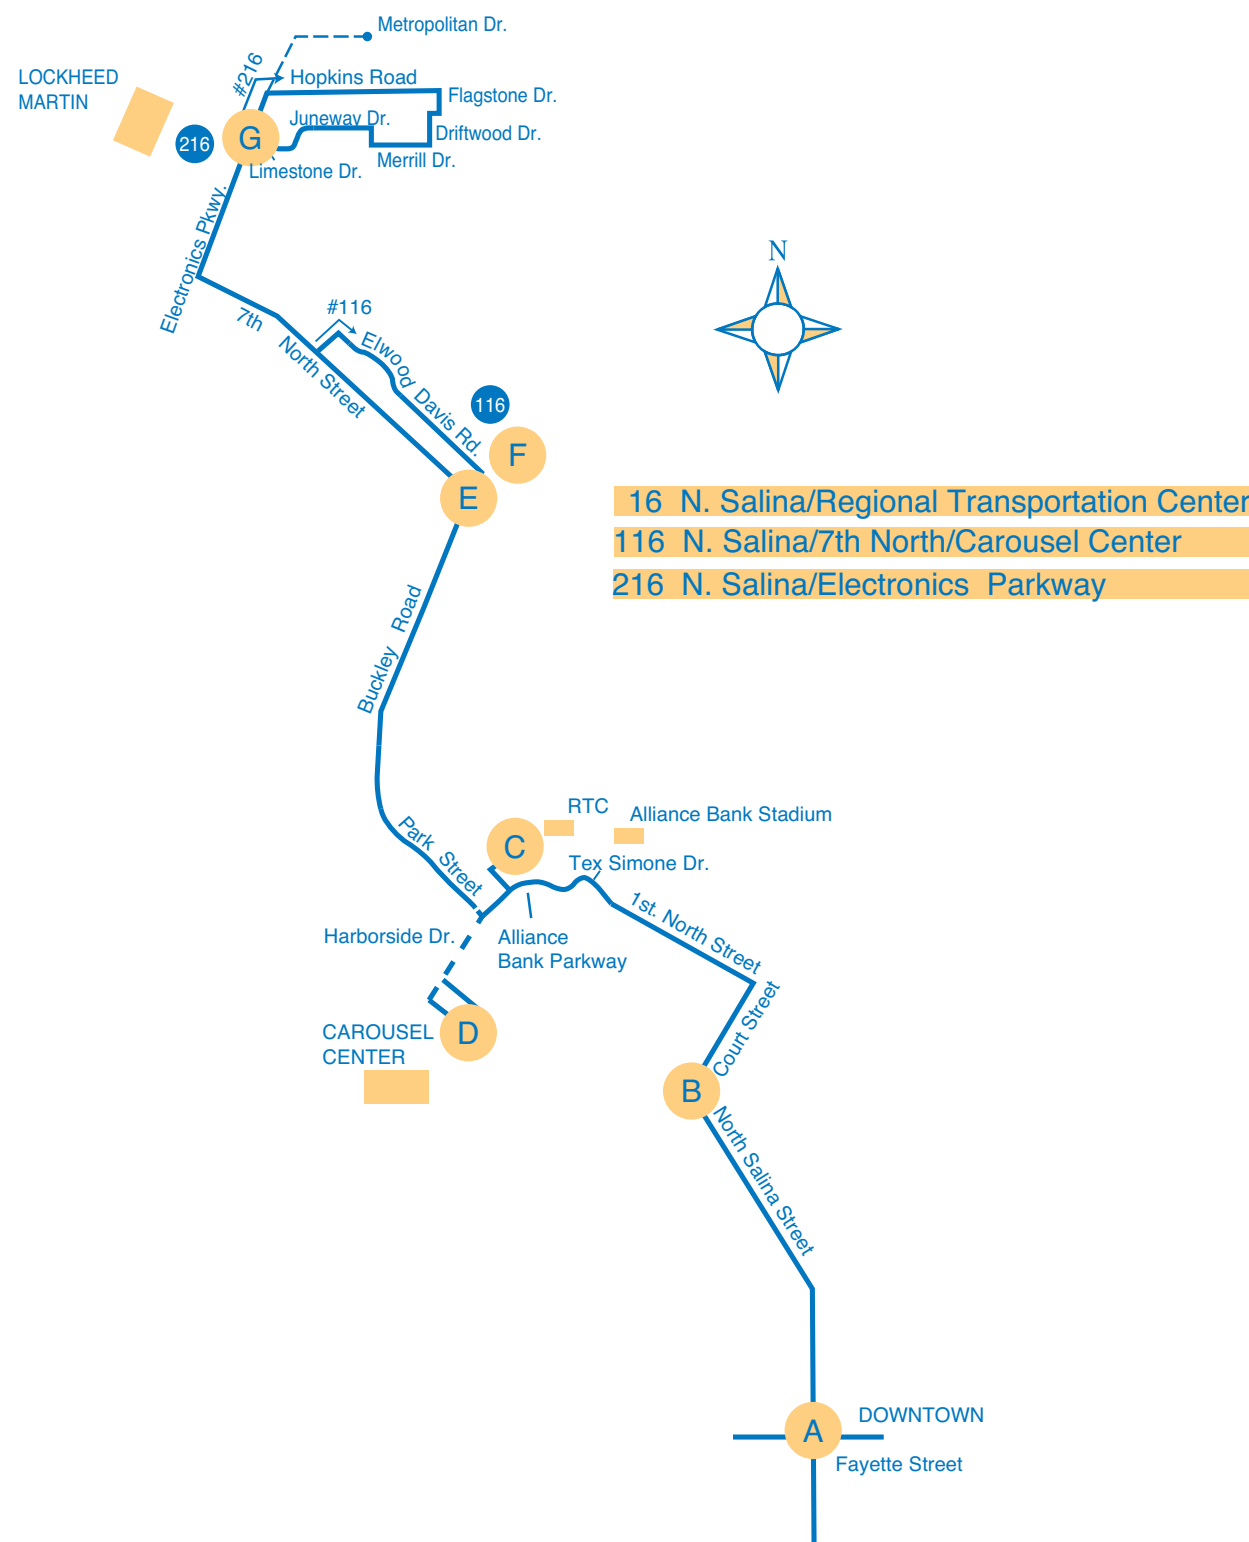 Metropolitan Dr.
#216
LOCKHEED
MARTIN
Hopkins Road
Flagstone Dr.
Juneway Dr.
216
G
Driftwood Dr.
Merrill Dr.
Limestone Dr.
Electronics Pkwy.
N
7th
North Street
#116
Elwood Davis Rd.
116
F
E
16 N. Salina/Regional Transportation Center
116 N. Salina/7th North/Carousel Center
216 N. Salina/Electronics Parkway
Buckley Road
RTC
Alliance Bank Stadium
Park Street
C
Tex Simone Dr.
1st. North Street
Harborside Dr.
Alliance
Bank Parkway
CAROUSEL
CENTER
D
Court Street
B
North Salina Street
DOWNTOWN
A
Fayette Street